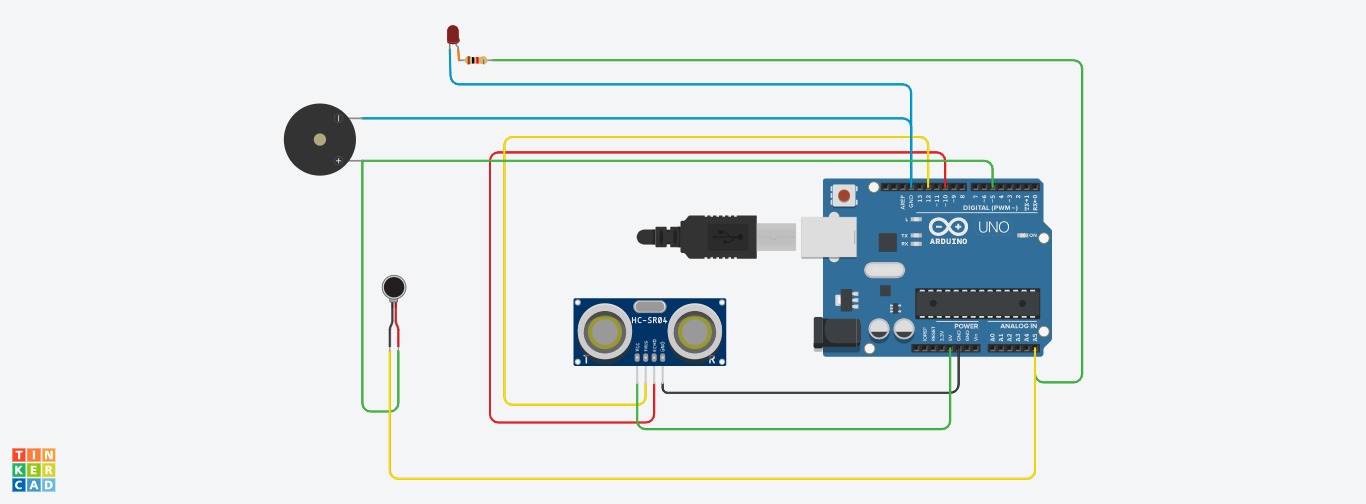 AREF
GND
13
12
~11
~10
~9
8
7
~6
~5
4
~3
2
TX→1
RX←0
DIGITAL (PWM~)
L
TX
RX
UNO
ARDUINO
ON
HC-SR04
VCC
TRIG
ECHO
GND
T
R
POWER
ANALOG IN
IOREF
RESET
3.3V
5V
GND
GND
Vin
A0
A1
A2
A3
A4
A5
TIN
KER
CAD